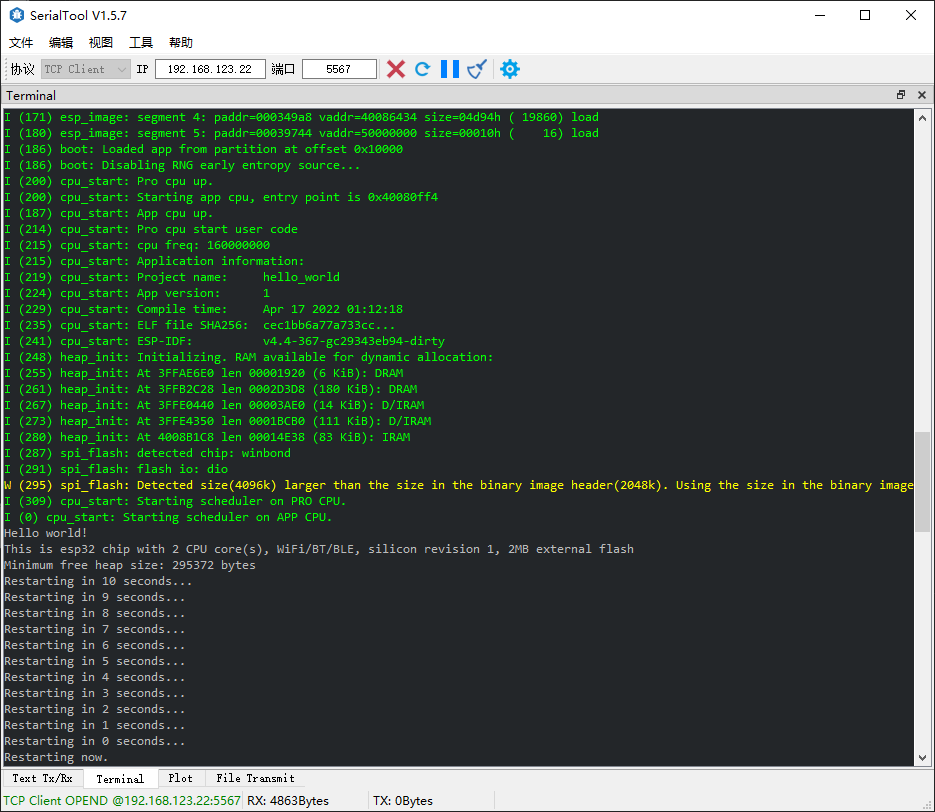 SerialTool V1.5.7
文件 编辑 视图 工具 帮助
协议 TCP Client IP 192.168.123.22 端口 5567
Terminal
I (171) esp_image: segment 4: paddr=000349a8 vaddr=40086434 size=04d94h ( 19860) load
I (180) esp_image: segment 5: paddr=00039744 vaddr=50000000 size=00010h (    16) load
I (186) boot: Loaded app from partition at offset 0x10000
I (186) boot: Disabling RNG early entropy source...
I (200) cpu_start: Pro cpu up.
I (200) cpu_start: Starting app cpu, entry point is 0x40080ff4
I (187) cpu_start: App cpu up.
I (214) cpu_start: Pro cpu start user code
I (215) cpu_start: cpu freq: 160000000
I (215) cpu_start: Application information:
I (219) cpu_start: Project name:     hello_world
I (224) cpu_start: App version:      1
I (229) cpu_start: Compile time:     Apr 17 2022 01:12:18
I (235) cpu_start: ELF file SHA256:  cec1bb6a77a733cc...
I (241) cpu_start: ESP-IDF:          v4.4-367-gc29343eb94-dirty
I (248) heap_init: Initializing. RAM available for dynamic allocation:
I (255) heap_init: At 3FFAE6E0 len 00001920 (6 KiB): DRAM
I (261) heap_init: At 3FFB2C28 len 0002D3D8 (180 KiB): DRAM
I (267) heap_init: At 3FFE0440 len 00003AE0 (14 KiB): D/IRAM
I (273) heap_init: At 3FFE4350 len 0001BCB0 (111 KiB): D/IRAM
I (280) heap_init: At 4008B1C8 len 00014E38 (83 KiB): IRAM
I (287) spi_flash: detected chip: winbond
I (291) spi_flash: flash io: dio
W (295) spi_flash: Detected size(4096k) larger than the size in the binary image header(2048k). Using the size in the binary image
I (309) cpu_start: Starting scheduler on PRO CPU.
I (0) cpu_start: Starting scheduler on APP CPU.
Hello world!
This is esp32 chip with 2 CPU core(s), WiFi/BT/BLE, silicon revision 1, 2MB external flash
Minimum free heap size: 295372 bytes
Restarting in 10 seconds...
Restarting in 9 seconds...
Restarting in 8 seconds...
Restarting in 7 seconds...
Restarting in 6 seconds...
Restarting in 5 seconds...
Restarting in 4 seconds...
Restarting in 3 seconds...
Restarting in 2 seconds...
Restarting in 1 seconds...
Restarting in 0 seconds...
Restarting now.
Text Tx/Rx Terminal Plot File Transmit
TCP Client OPEND @192.168.123.22:5567 RX: 4863Bytes TX: 0Bytes